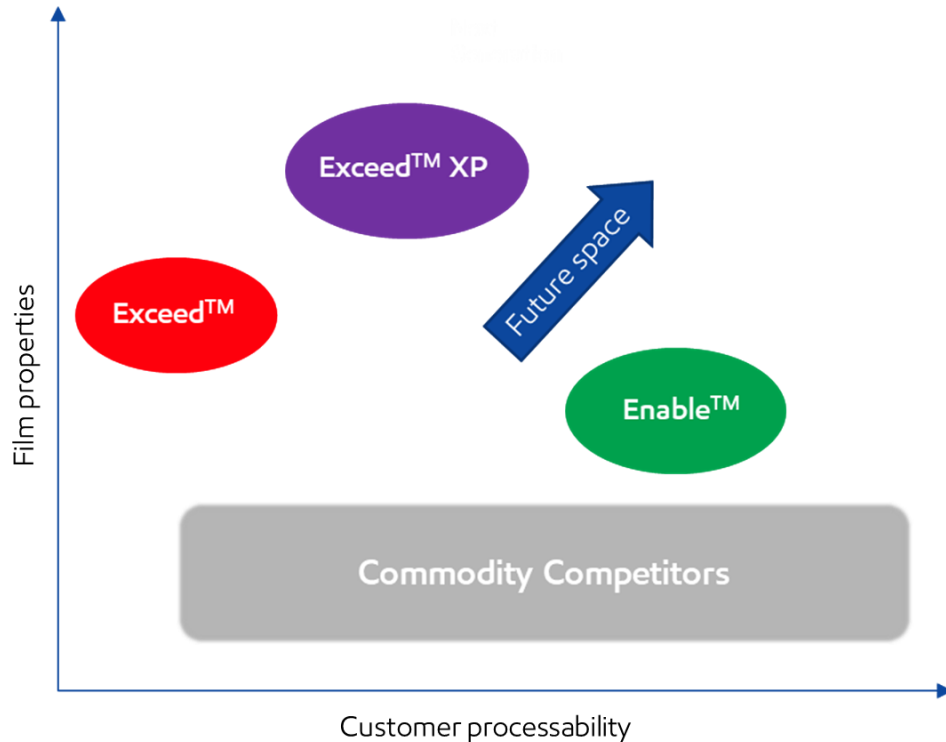 Exceed™ XP
Future space
Exceed™
Enable™
Commodity Competitors
Film properties
Customer processability